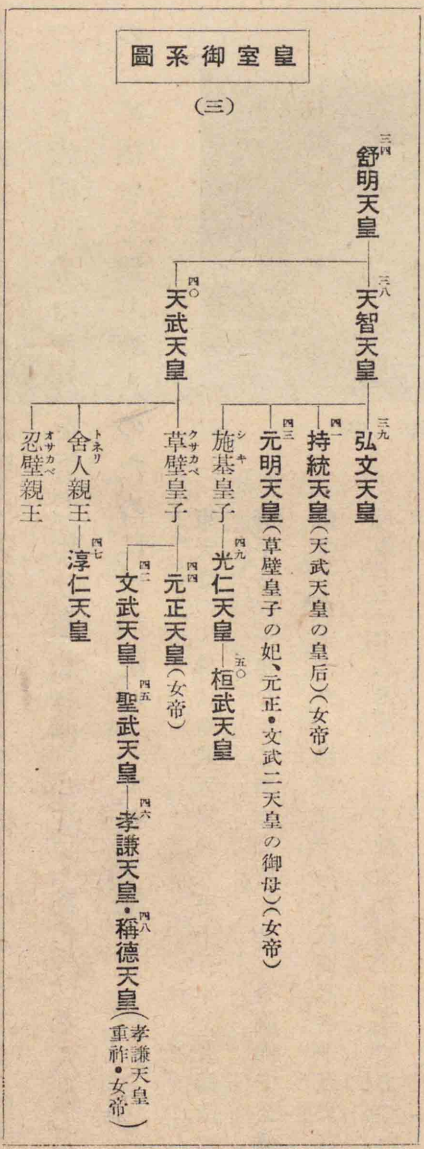 皇室御系圖
(三)
三四
舒明天皇
三八
天智天皇
四〇
天武天皇
三九
弘文天皇
四一
持統天皇(天武天皇の皇后)(女帝)
四三
元明天皇(草壁皇子の妃、元正・文武二天皇の御母)(女帝)
シキ
施基皇子
四九
光仁天皇
五〇
桓武天皇
クサカベ
草壁皇子
四四
元正天皇(女帝)
四二
文武天皇
四五
聖武天皇
四六
孝謙天皇・
四八
稱德天皇(孝謙天皇
重祚・女帝)
トネリ
舍人親王
四七
淳仁天皇
オサカベ
忍壁親王